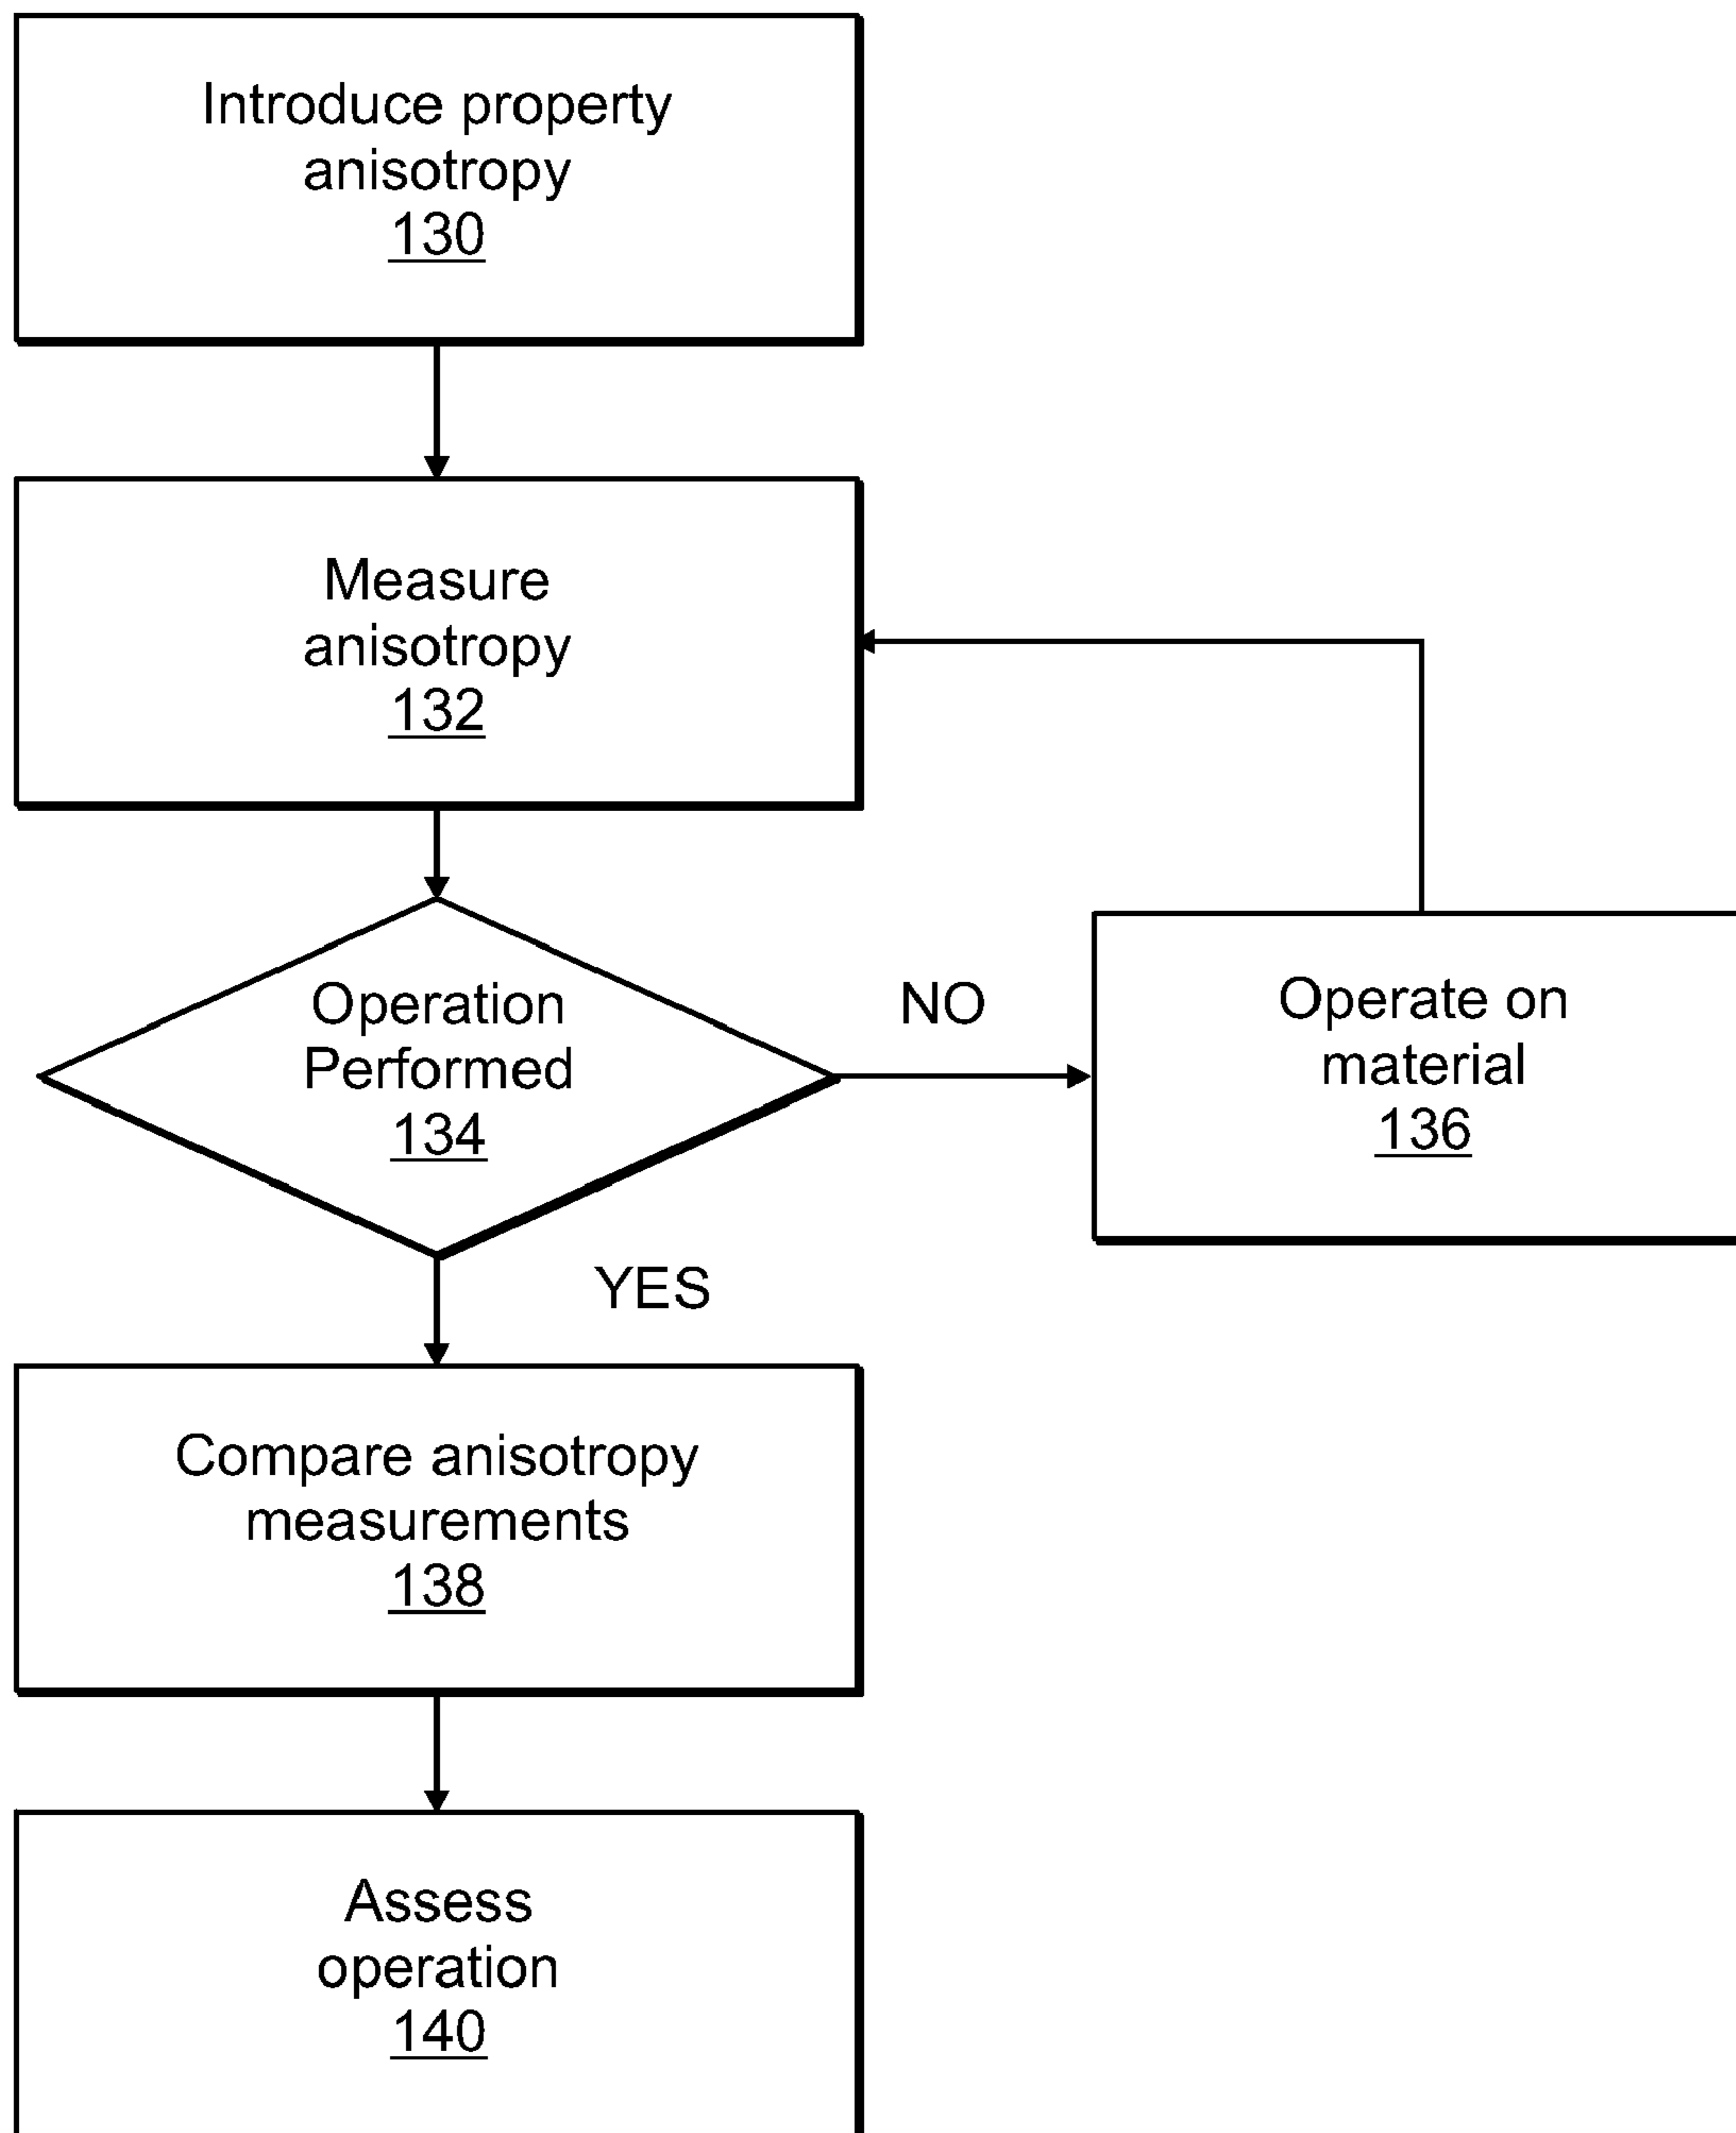 Introduce property
anisotropy
130
Measure
anisotropy
132
Operation
Performed
134
NO
Operate on
material
136
YES
Compare anisotropy
measurements
138
Assess
operation
140